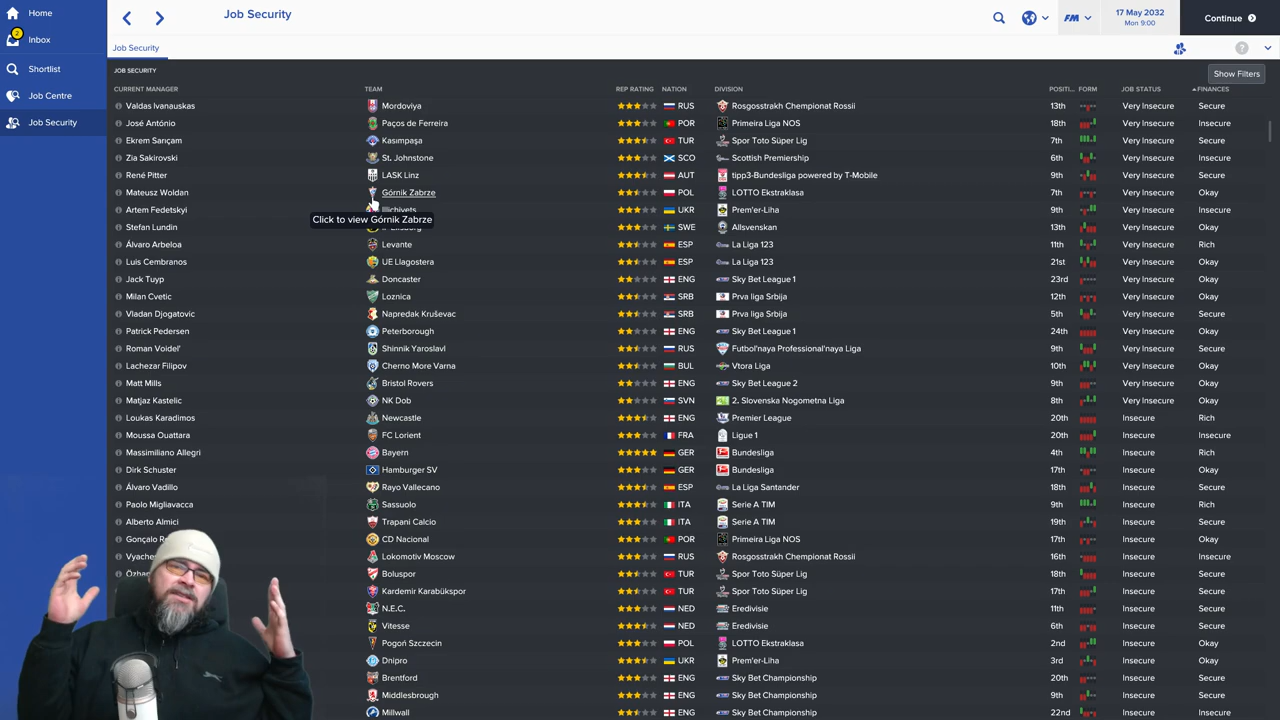 Home
Job Security
17 May 2032
Mon 9:00
FM
Continue
2
Inbox
Job Security
Shortlist
JOB SECURITY
Show Filters
Job Centre
Job Security
CURRENT MANAGER TEAM REP RATING NATION DIVISION POSITI... FORM JOB STATUS FINANCES
Valdas Ivanauskas Mordoviya RUS Rosgosstrakh Chempionat Rossii 13th Very Insecure Secure
José António Paços de Ferreira POR Primeira Liga NOS 18th Very Insecure Insecure
Ekrem Sarıçam Kasımpaşa TUR Spor Toto Süper Lig 7th Very Insecure Secure
Zia Sakirovski St. Johnstone SCO Scottish Premiership 6th Very Insecure Insecure
René Pitter LASK Linz AUT tipp3-Bundesliga powered by T-Mobile 9th Very Insecure Secure
Mateusz Woldan Górnik Zabrze POL LOTTO Ekstraklasa 7th Very Insecure Okay
Artem Fedetskyi Illichivets UKR Prem'er-Liha 9th Very Insecure Insecure
Click to view Górnik Zabrze
Stefan Lundin IF Elfsborg SWE Allsvenskan 13th Very Insecure Okay
Álvaro Arbeloa Levante ESP La Liga 123 11th Very Insecure Rich
Luis Cembranos UE Llagostera ESP La Liga 123 21st Very Insecure Okay
Jack Tuyp Doncaster ENG Sky Bet League 1 23rd Very Insecure Okay
Milan Cvetic Loznica SRB Prva liga Srbija 12th Very Insecure Okay
Vladan Djogatovic Napredak Kruševac SRB Prva liga Srbija 5th Very Insecure Secure
Patrick Pedersen Peterborough ENG Sky Bet League 1 24th Very Insecure Okay
Roman Voidel' Shinnik Yaroslavl RUS Futbol'naya Professional'naya Liga 9th Very Insecure Secure
Lachezar Filipov Cherno More Varna BUL Vtora Liga 10th Very Insecure Okay
Matt Mills Bristol Rovers ENG Sky Bet League 2 9th Very Insecure Okay
Matjaz Kastelic NK Dob SVN 2. Slovenska Nogometna Liga 8th Very Insecure Okay
Loukas Karadimos Newcastle ENG Premier League 20th Insecure Rich
Moussa Ouattara FC Lorient FRA Ligue 1 20th Insecure Insecure
Massimiliano Allegri Bayern GER Bundesliga 4th Insecure Rich
Dirk Schuster Hamburger SV GER Bundesliga 17th Insecure Okay
Álvaro Vadillo Rayo Vallecano ESP La Liga Santander 18th Insecure Secure
Paolo Migliavacca Sassuolo ITA Serie A TIM 9th Insecure Rich
Alberto Almici Trapani Calcio ITA Serie A TIM 19th Insecure Secure
Gonçalo CD Nacional POR Primeira Liga NOS 17th Insecure Okay
Lokomotiv Moscow RUS Rosgosstrakh Chempionat Rossii 16th Insecure Insecure
Boluspor TUR Spor Toto Süper Lig 18th Insecure Secure
Kardemir Karabükspor TUR Spor Toto Süper Lig 17th Insecure Secure
N.E.C. NED Eredivisie 11th Insecure Secure
Vitesse NED Eredivisie 6th Insecure Secure
Pogoń Szczecin POL LOTTO Ekstraklasa 2nd Insecure Okay
Dnipro UKR Prem'er-Liha 3rd Insecure Okay
Brentford ENG Sky Bet Championship 20th Insecure Secure
Middlesbrough ENG Sky Bet Championship 9th Insecure Secure
Millwall ENG Sky Bet Championship 22nd Insecure Insecure